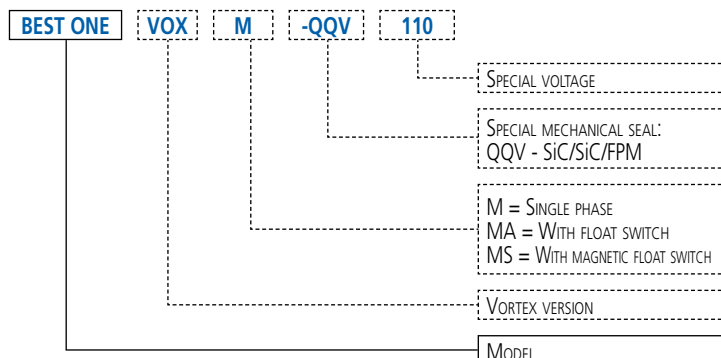 BEST ONE VOX M -QQV 110
SPECIAL VOLTAGE
SPECIAL MECHANICAL SEAL:
QQV - SiC/SiC/FPM
M = SINGLE PHASE
MA = WITH FLOAT SWITCH
MS = WITH MAGNETIC FLOAT SWITCH
VORTEX VERSION
MODEL